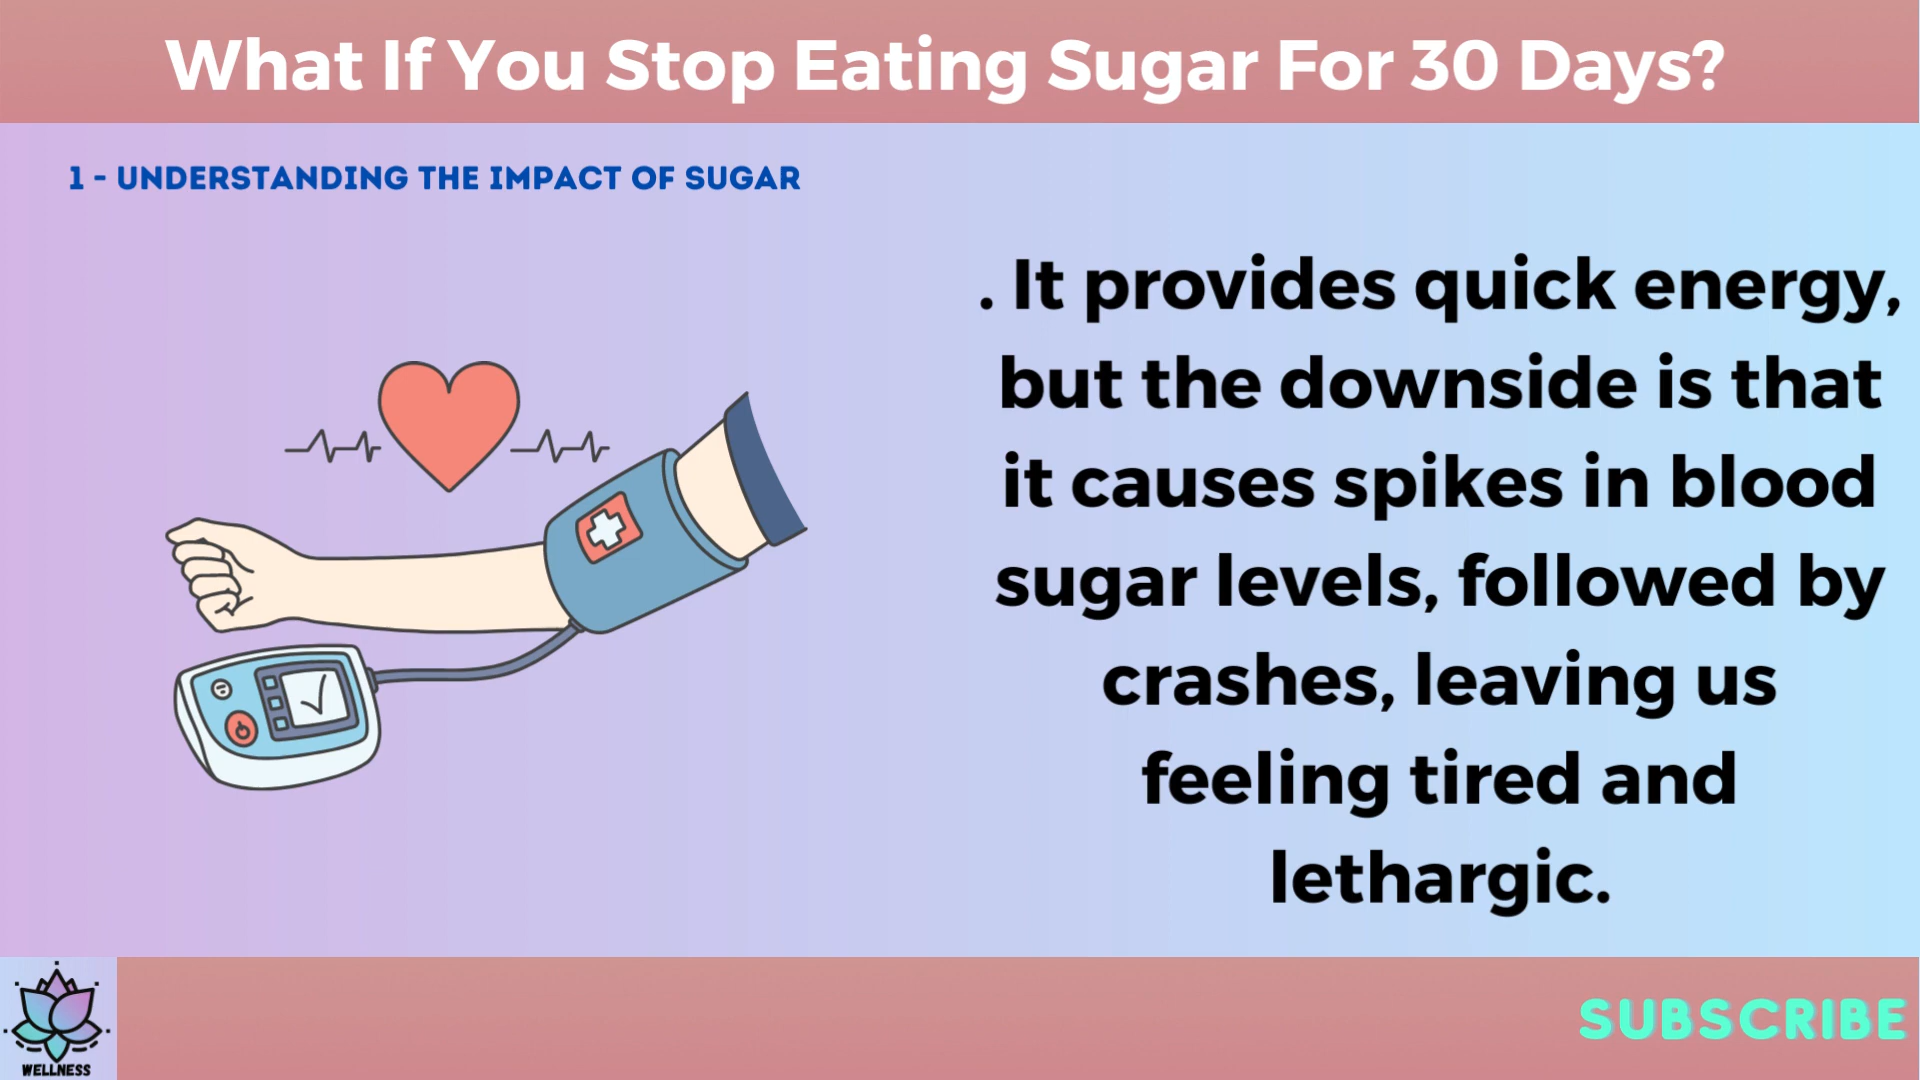 What If You Stop Eating Sugar For 30 Days?
1 - UNDERSTANDING THE IMPACT OF SUGAR
. It provides quick energy,
but the downside is that
it causes spikes in blood
sugar levels, followed by
crashes, leaving us
feeling tired and
lethargic.
WELLNESS
SUBSCRIBE